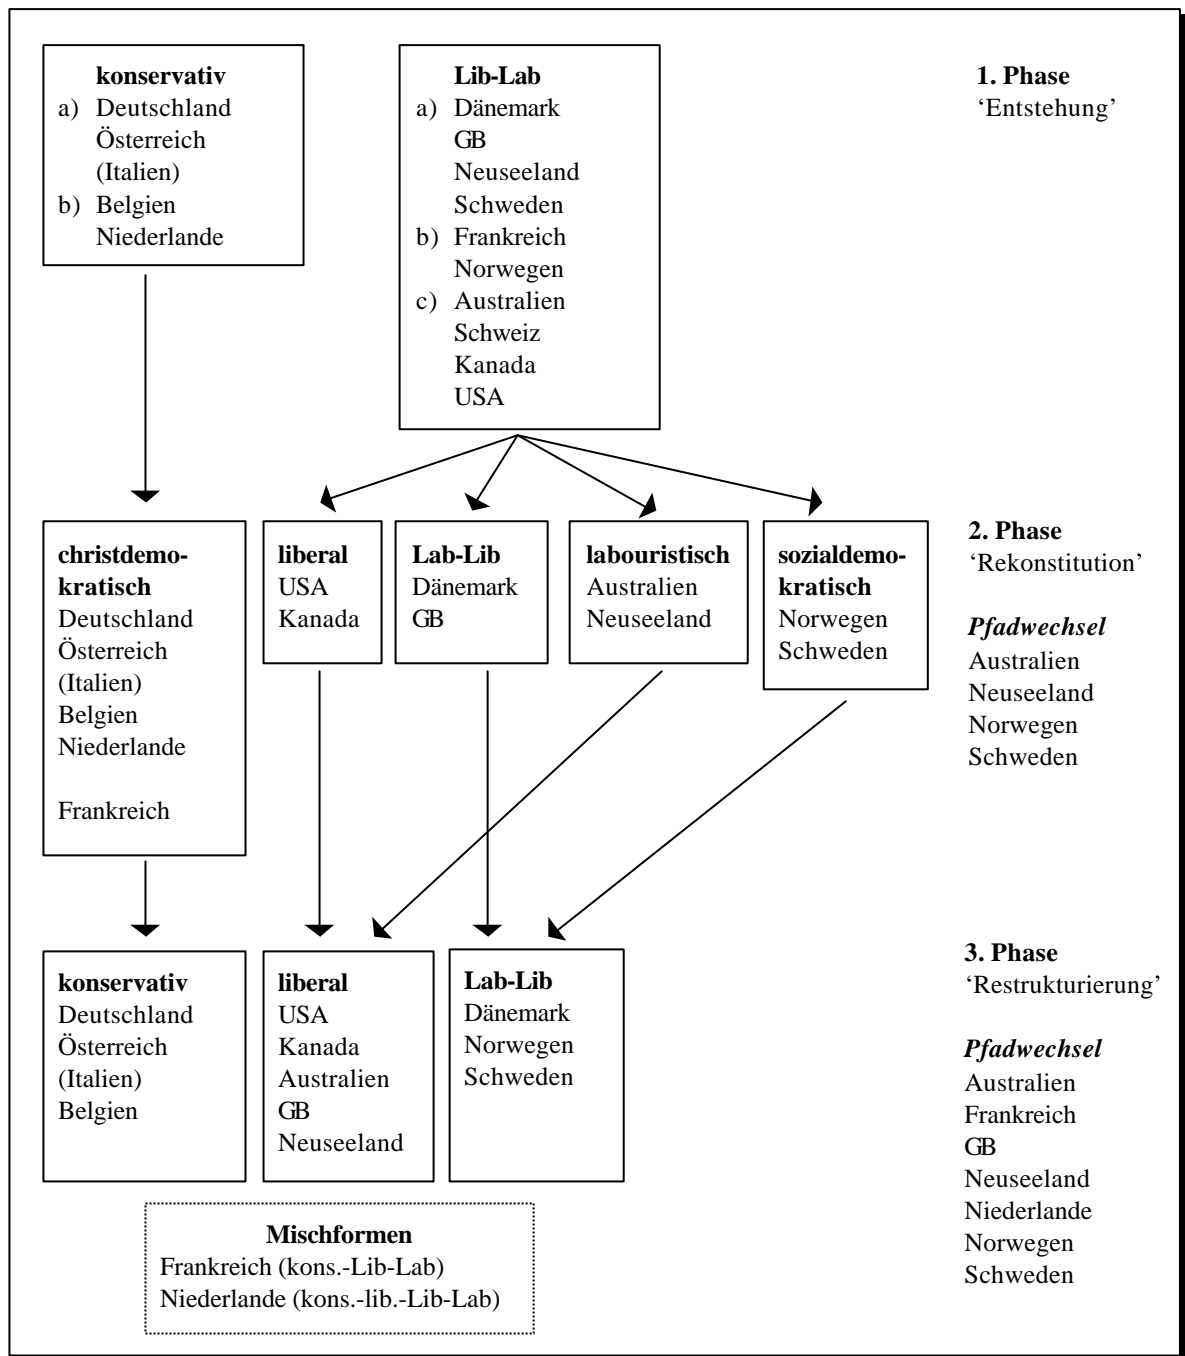 konservativ
a) Deutschland
Österreich
(Italien)
b) Belgien
Niederlande
Lib-Lab
a) Dänemark
GB
Neuseeland
Schweden
b) Frankreich
Norwegen
c) Australien
Schweiz
Kanada
USA
1. Phase
‘Entstehung’
christdemo-
kratisch
Deutschland
Österreich
(Italien)
Belgien
Niederlande
Frankreich
liberal
USA
Kanada
Lab-Lib
Dänemark
GB
labouristisch
Australien
Neuseeland
sozialdemo-
kratisch
Norwegen
Schweden
2. Phase
‘Rekonstitution’
Pfadwechsel
Australien
Neuseeland
Norwegen
Schweden
konservativ
Deutschland
Österreich
(Italien)
Belgien
liberal
USA
Kanada
Australien
GB
Neuseeland
Lab-Lib
Dänemark
Norwegen
Schweden
3. Phase
‘Restrukturierung’
Pfadwechsel
Australien
Frankreich
GB
Neuseeland
Niederlande
Norwegen
Schweden
Mischformen
Frankreich (kons.-Lib-Lab)
Niederlande (kons.-lib.-Lib-Lab)